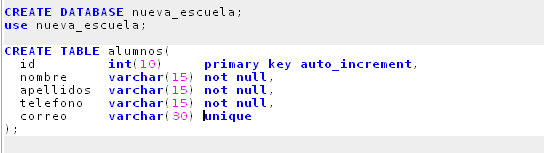 CREATE DATABASE nueva_escuela;
use nueva_escuela;
CREATE TABLE alumnos(
id int(10) primary key auto_increment,
nombre varchar(15) not null,
apellidos varchar(15) not null,
telefono varchar(15) not null,
correo varchar(30) unique
);